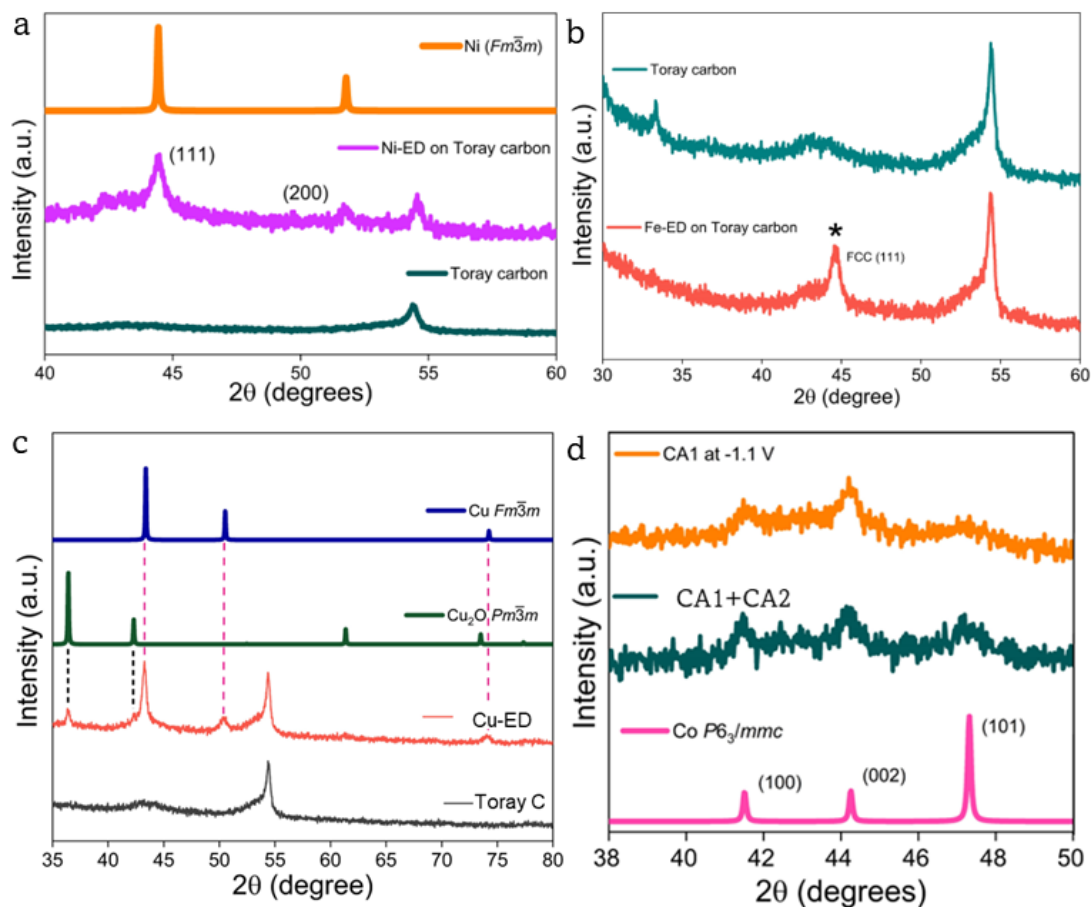 a
Ni (Fm3̅m)
(111)
Ni-ED on Toray carbon
(200)
Toray carbon
Intensity (a.u.)
40 45 50 55 60
2θ (degrees)
b
Toray carbon
*
Fe-ED on Toray carbon
FCC (111)
Intensity (a.u.)
30 35 40 45 50 55 60
2θ (degree)
c
Cu Fm3̅m
Cu₂O Pm3̅m
Cu-ED
Toray C
Intensity (a.u.)
35 40 45 50 55 60 65 70 75 80
2θ (degree)
d
CA1 at -1.1 V
CA1+CA2
Co P6₃/mmc
(101)
(100)
(002)
Intensity (a.u.)
38 40 42 44 46 48 50
2θ (degrees)